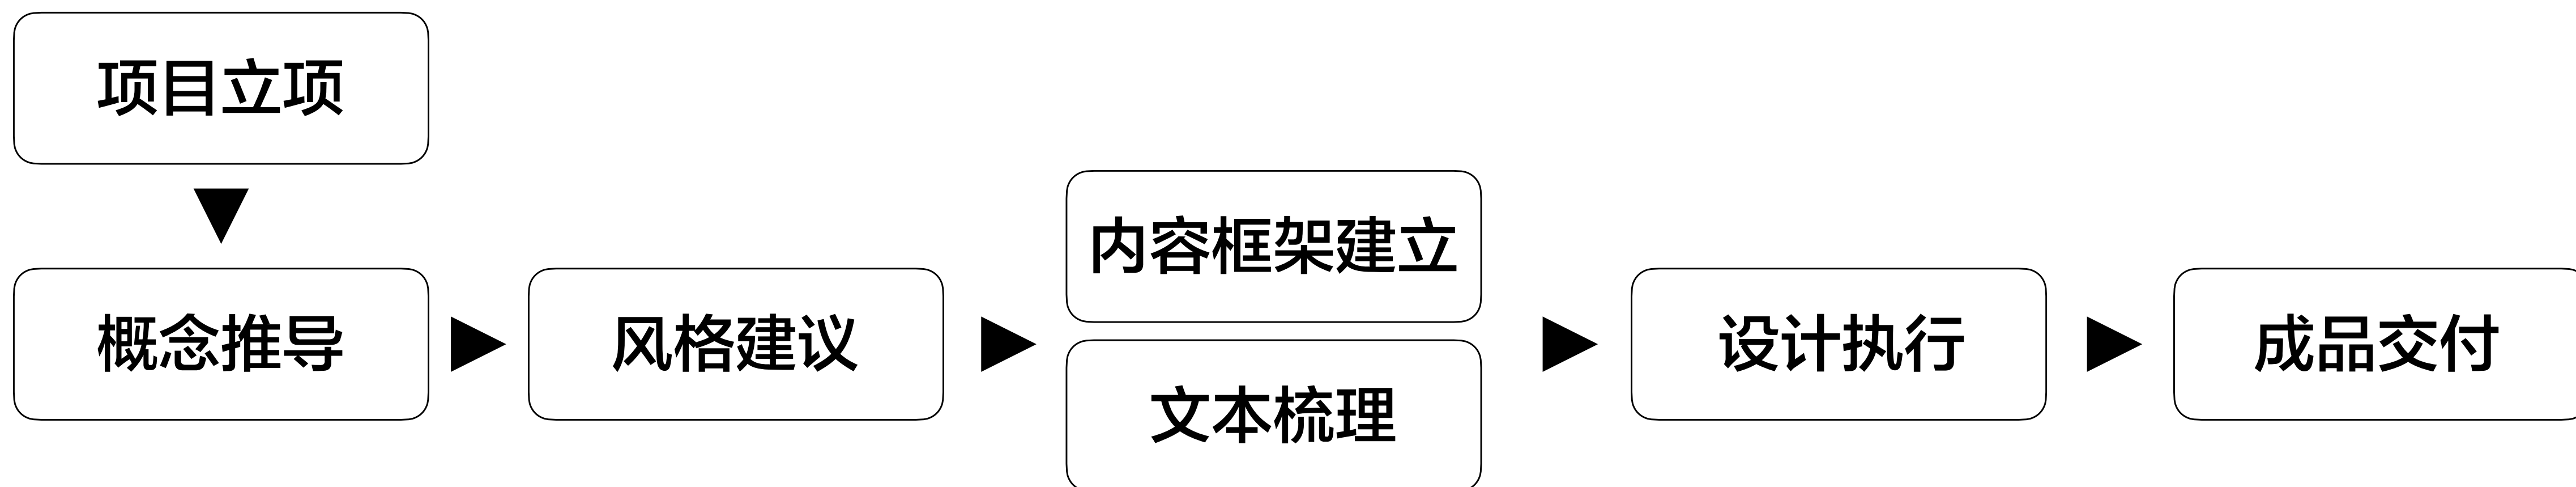 项目立项
概念推导
风格建议
内容框架建立
文本梳理
设计执行
成品交付